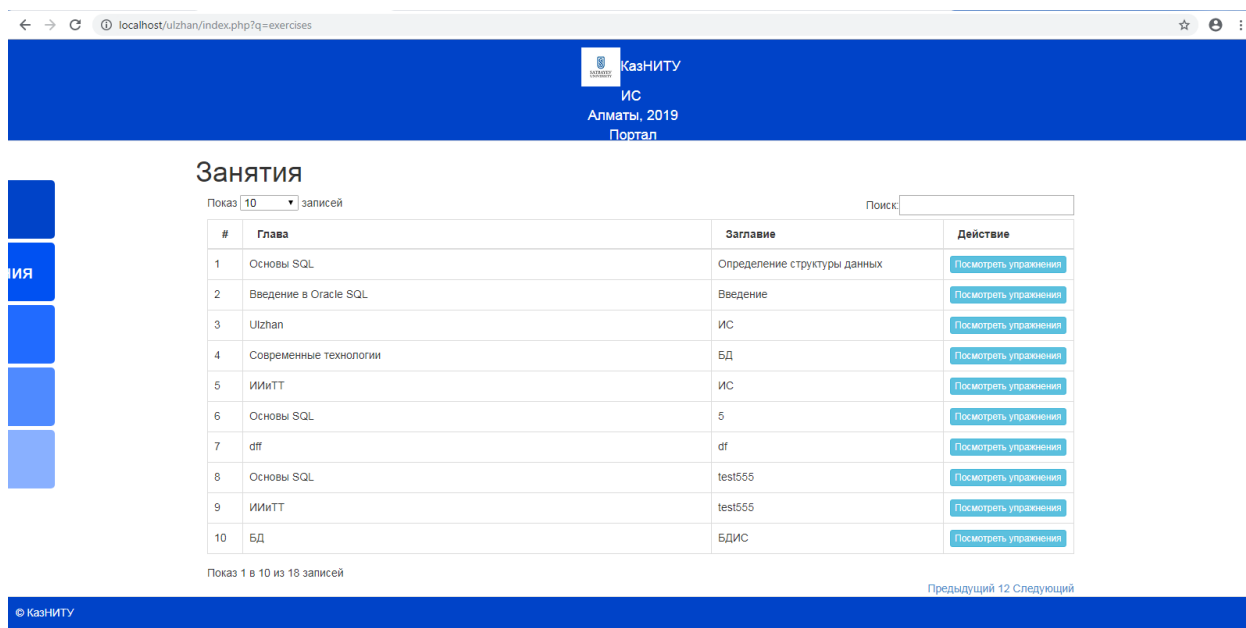 localhost/ulzhan/index.php?q=exercises
КазНИТУ
ИС
Алматы, 2019
Портал
Занятия
Показ 10 записей
Поиск:
# Глава Заглавие Действие
1 Основы SQL Определение структуры данных Посмотреть упражнения
2 Введение в Oracle SQL Введение Посмотреть упражнения
3 Ulzhan ИС Посмотреть упражнения
4 Современные технологии БД Посмотреть упражнения
5 ИИиТТ ИС Посмотреть упражнения
6 Основы SQL 5 Посмотреть упражнения
7 dff df Посмотреть упражнения
8 Основы SQL test555 Посмотреть упражнения
9 ИИиТТ test555 Посмотреть упражнения
10 БД БДИС Посмотреть упражнения
ния
Показ 1 в 10 из 18 записей
Предыдущий 12 Следующий
© КазНИТУ